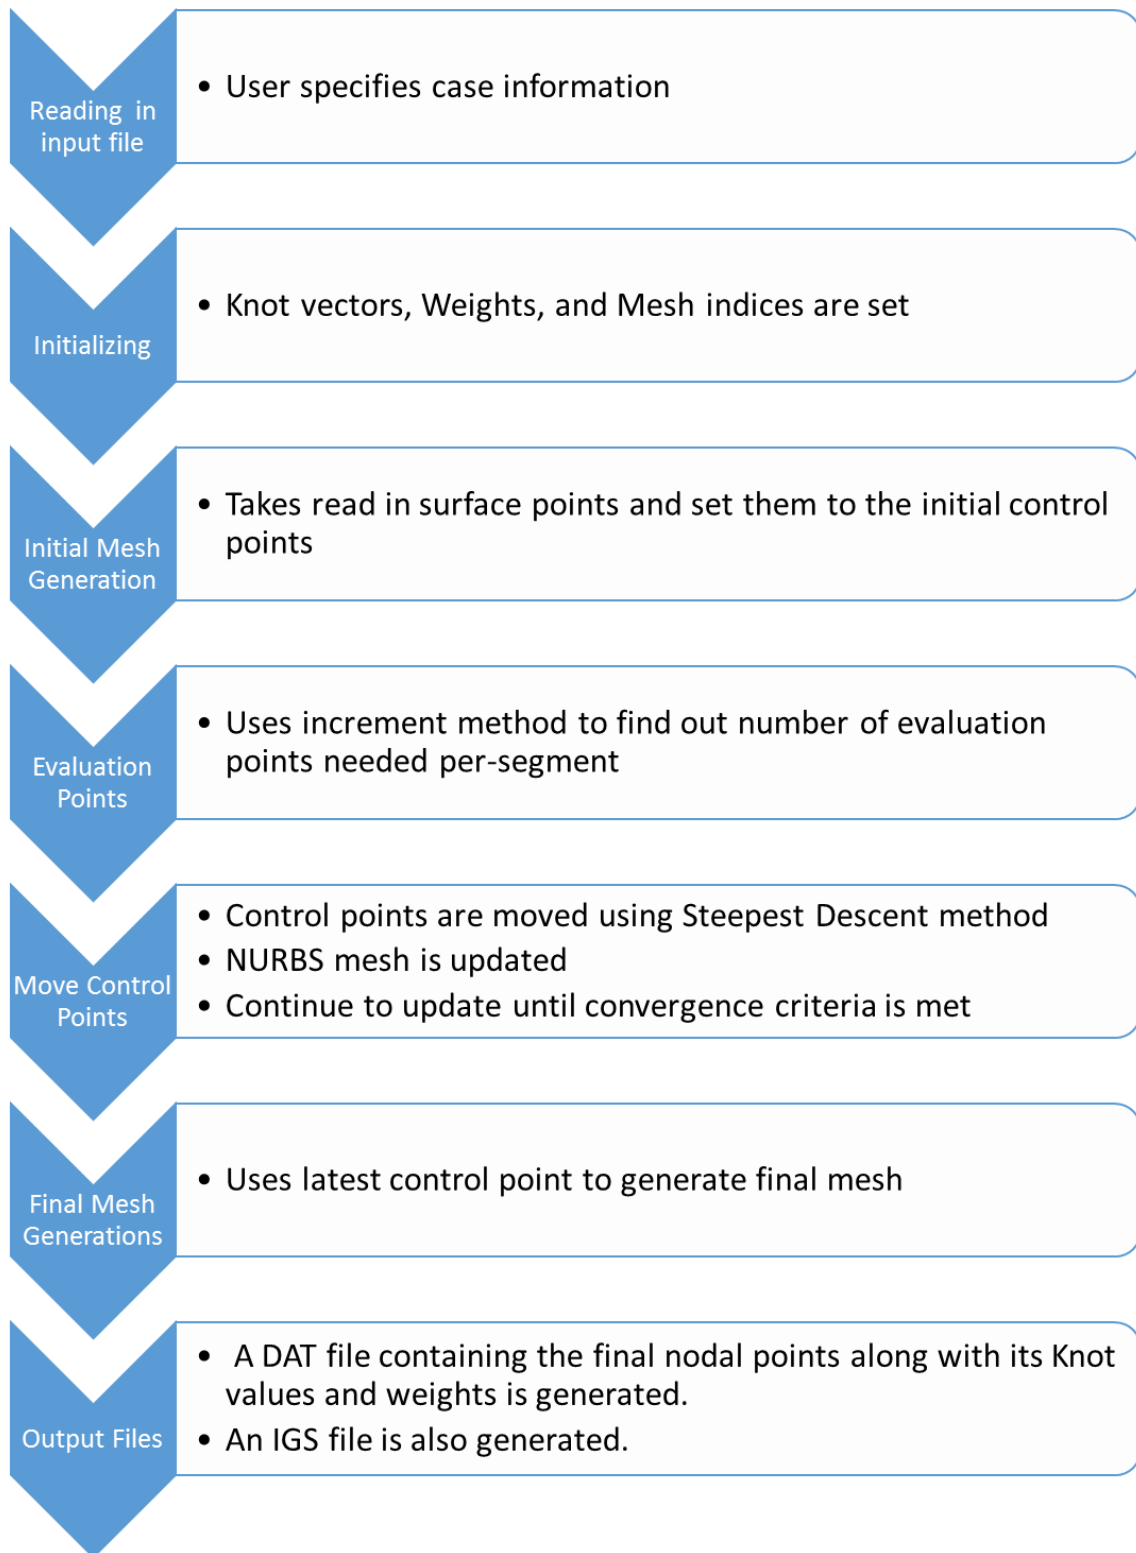 Reading in
input file
• User specifies case information
Initializing
• Knot vectors, Weights, and Mesh indices are set
Initial Mesh
Generation
• Takes read in surface points and set them to the initial control
points
Evaluation
Points
• Uses increment method to find out number of evaluation
points needed per-segment
Move Control
Points
• Control points are moved using Steepest Descent method
• NURBS mesh is updated
• Continue to update until convergence criteria is met
Final Mesh
Generations
• Uses latest control point to generate final mesh
Output Files
• A DAT file containing the final nodal points along with its Knot
values and weights is generated.
• An IGS file is also generated.